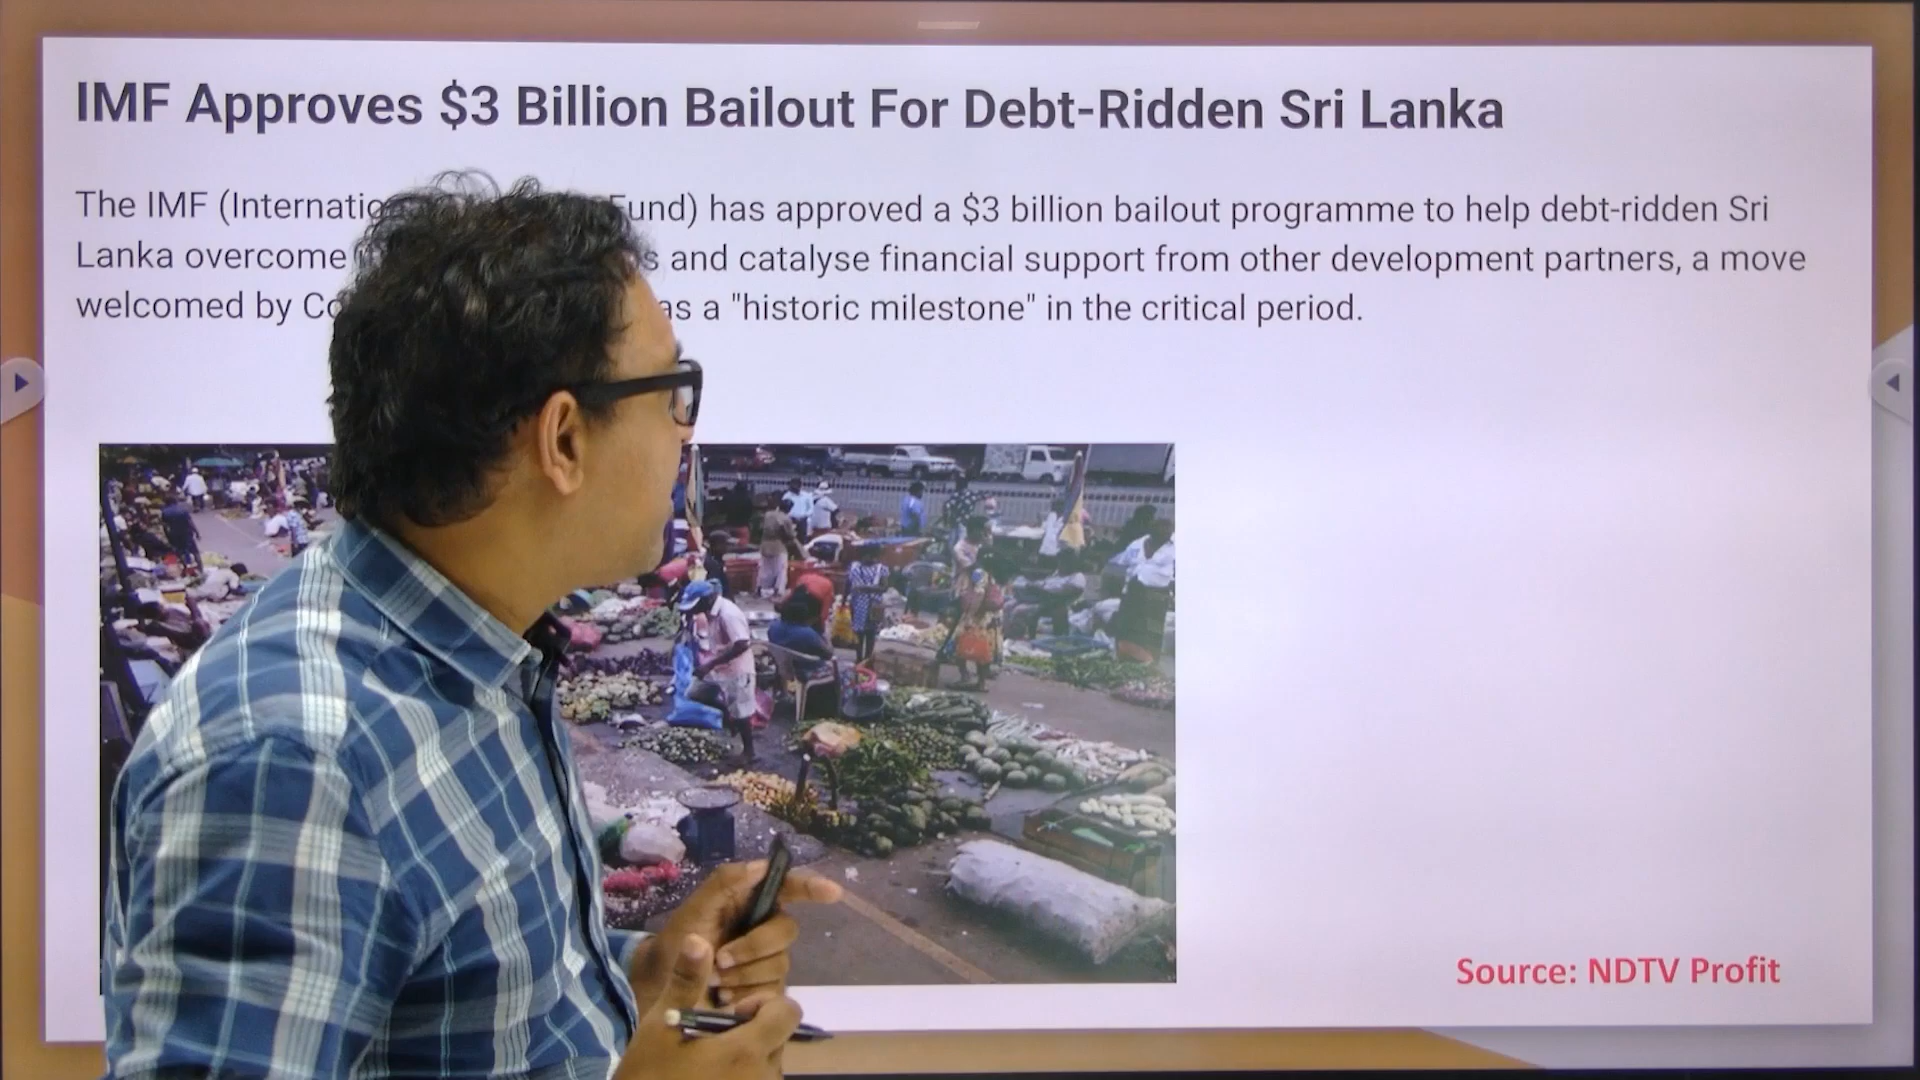 IMF Approves $3 Billion Bailout For Debt-Ridden Sri Lanka
The IMF (Internatio Fund) has approved a $3 billion bailout programme to help debt-ridden Sri
Lanka overcome and catalyse financial support from other development partners, a move
welcomed by as a "historic milestone" in the critical period.
Source: NDTV Profit